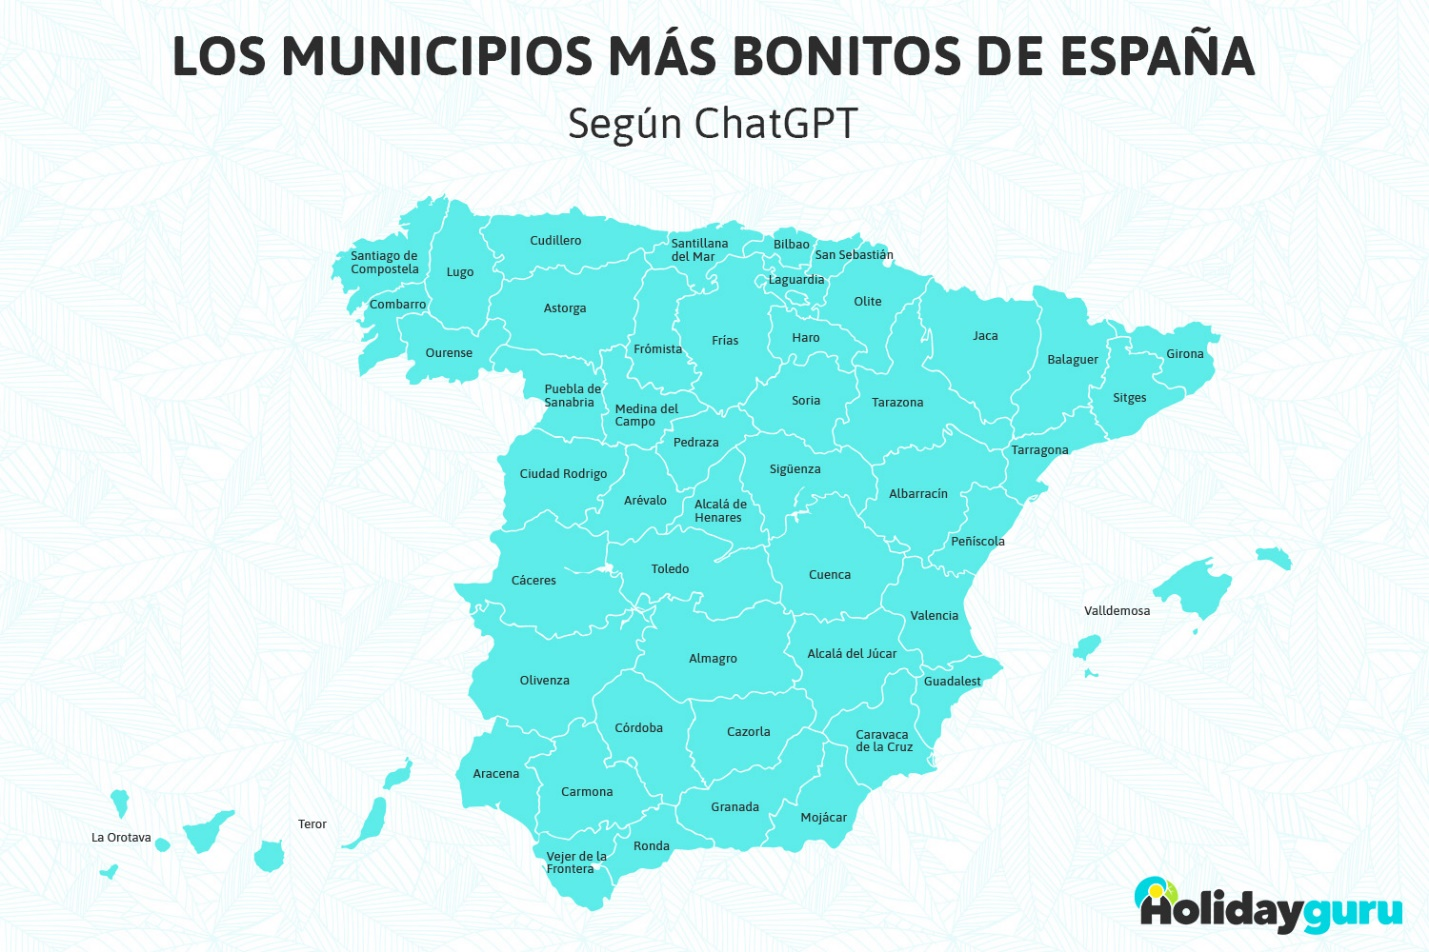 LOS MUNICIPIOS MÁS BONITOS DE ESPAÑA
Según ChatGPT
Santiago de
Compostela
Lugo
Cudillero
Santillana
del Mar
Bilbao
San Sebastián
Laguardia
Combarro
Astorga
Olite
Ourense
Frómista
Frías
Haro
Jaca
Balaguer
Girona
Puebla de
Sanabria
Medina del
Campo
Soria
Tarazona
Sitges
Pedraza
Tarragona
Ciudad Rodrigo
Arévalo
Alcalá de
Henares
Sigüenza
Albarracín
Peñíscola
Cáceres
Toledo
Cuenca
Valencia
Valldemosa
Olivenza
Almagro
Alcalá del Júcar
Guadalest
Córdoba
Cazorla
Caravaca
de la Cruz
Aracena
Carmona
Granada
Mojácar
La Orotava
Teror
Vejer de la
Frontera
Ronda
Holidayguru